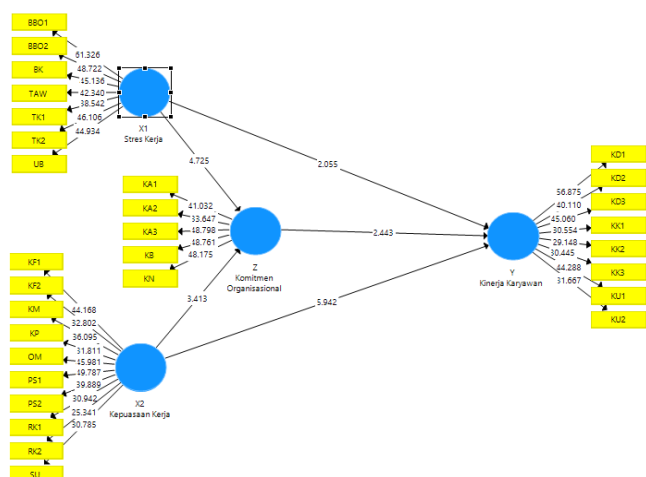 BBO1
BBO2
BK
TAW
TK1
TK2
UB
61.326
48.722
45.136
42.340
38.542
46.106
44.934
X1
Stres Kerja
4.725
2.055
KA1
KA2
KA3
KB
KN
41.032
33.647
48.798
48.761
48.175
Z
Komitmen
Organisasional
2.443
3.413
5.942
KF1
KF2
KM
KP
OM
PS1
PS2
RK1
RK2
SU
44.168
32.802
36.095
31.811
45.981
49.787
39.889
30.942
25.341
30.785
X2
Kepuasaan Kerja
KD1
KD2
KD3
KK1
KK2
KK3
KU1
KU2
56.875
40.110
45.060
30.554
29.148
30.445
44.288
31.667
Y
Kinerja Karyawan